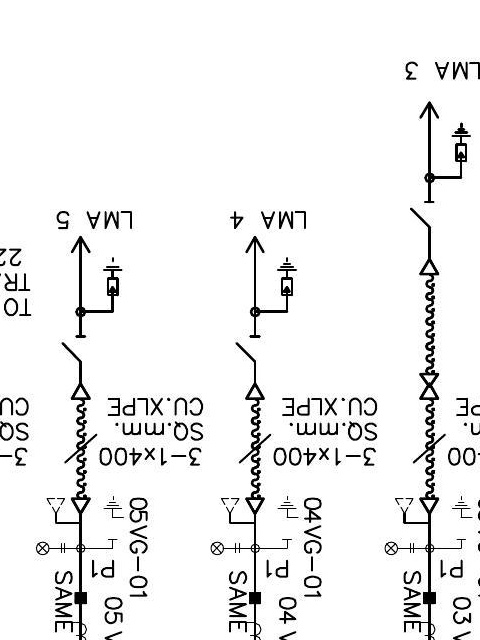 LMA 3
LMA 5
LMA 4
TO
TR.
22
3-1x400
SQ.mm.
CU.XLPE
3-1x400
SQ.mm.
CU.XLPE
3-
SQ.
CU.
05VG-01
04VG-01
P1
P1
P1
SAME
05 V
SAME
04 V
SAME
03 V